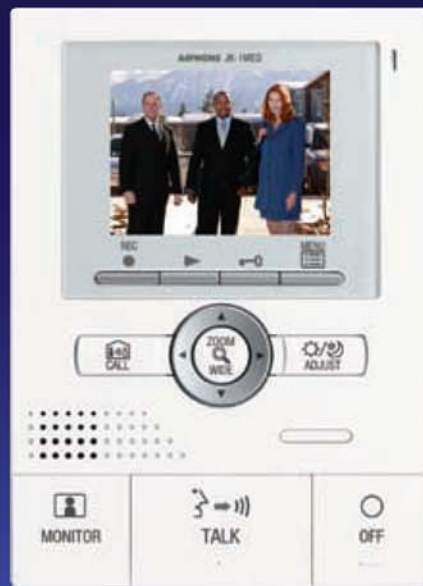 AIPHONE JK-1MED
REC
MENU
CALL
ZOOM
WIDE
ADJUST
MONITOR
TALK
OFF